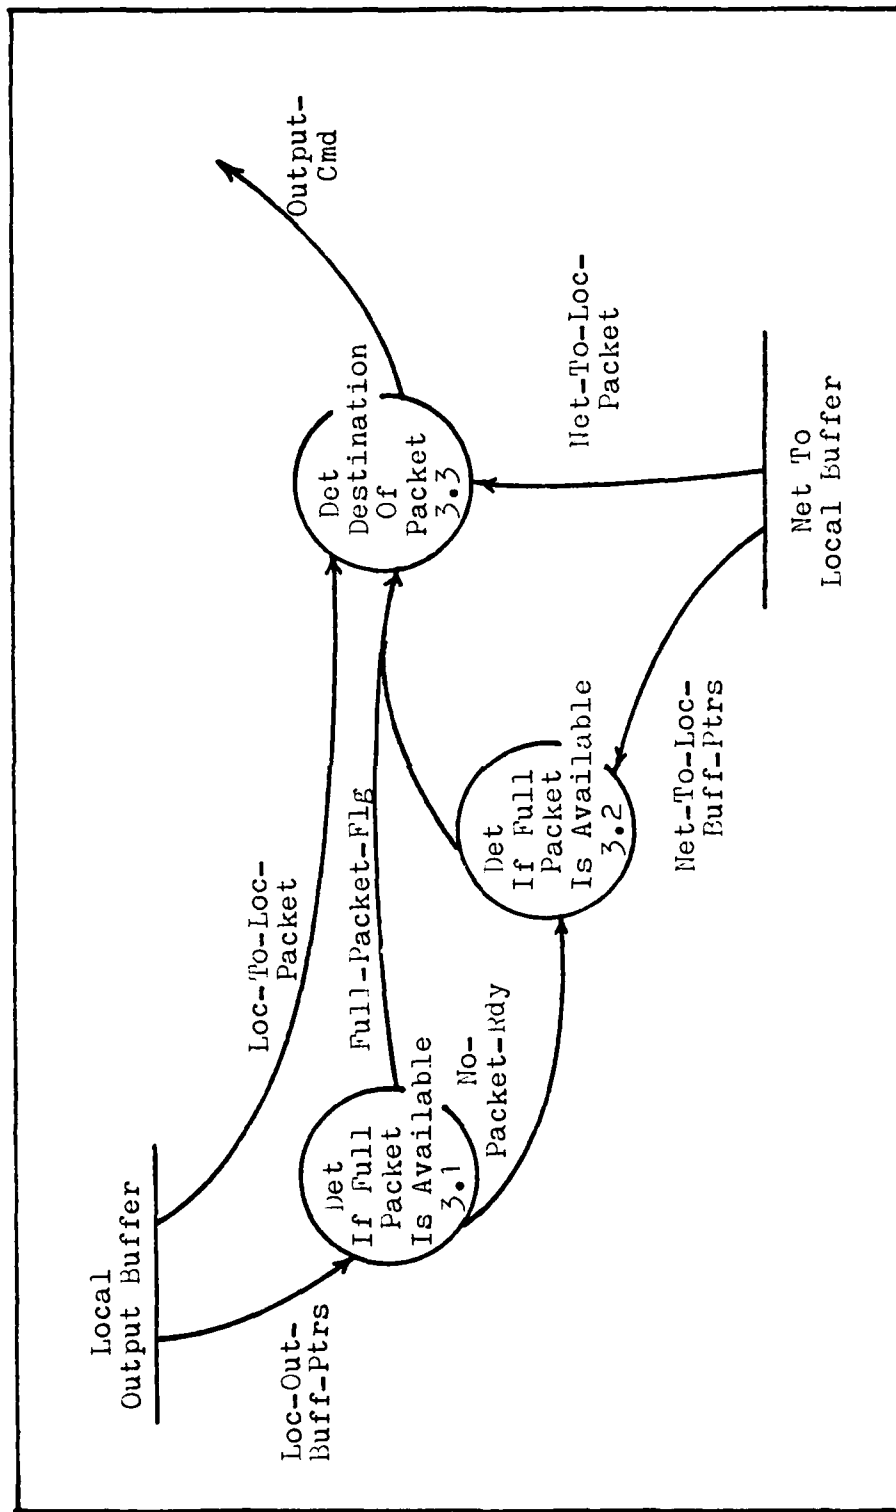 Local
Output Buffer
Loc-Out-
Buff-Ptrs
Loc-To-Loc-
Packet
Det
If Full
Packet
Is Available
3.1
Full-Packet-Flg
No-
Packet-Rdy
Det
If Full
Packet
Is Available
3.2
Net-To-Loc-
Buff-Ptrs
Det
Destination
Of
Packet
3.3
Output-
Cmd
Net-To-Loc-
Packet
Net To
Local Buffer